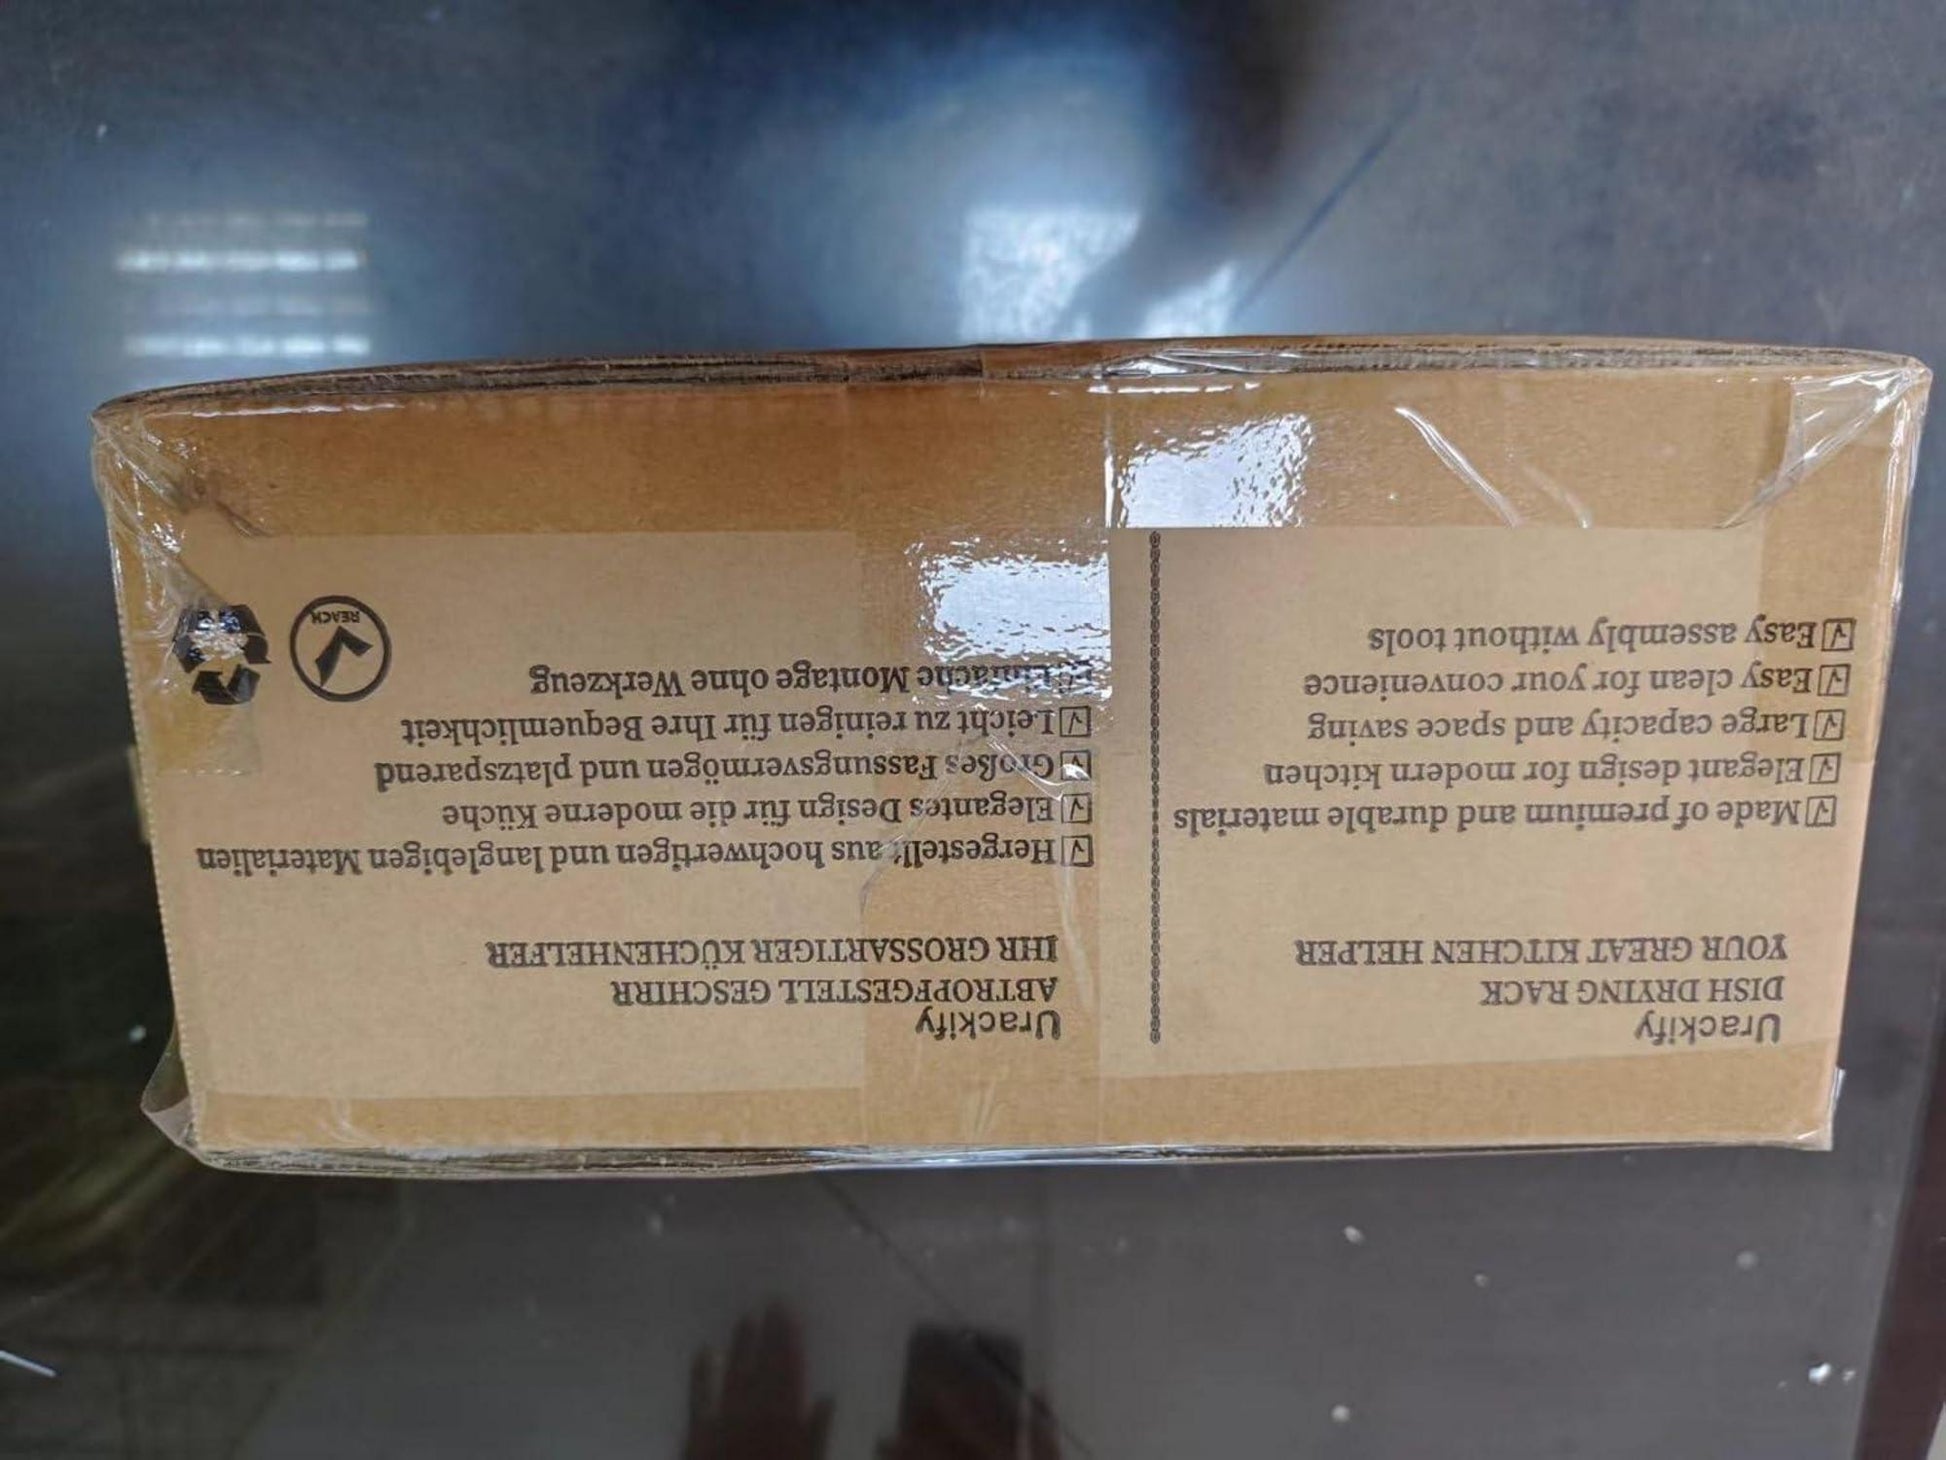 Urackify
DISH DRYING RACK
YOUR GREAT KITCHEN HELPER
Made of premium and durable materials
Elegant design for modern kitchen
Large capacity and space saving
Easy clean for your convenience
Easy assembly without tools
Urackify
ABTROPFGESTELL GESCHIRR
IHR GROSSARTIGER KÜCHENHELFER
Hergestellt aus hochwertigen und langlebigen Materialien
Elegantes Design für die moderne Küche
Großes Fassungsvermögen und platzsparend
Leicht zu reinigen für Ihre Bequemlichkeit
Einfache Montage ohne Werkzeug
REACH